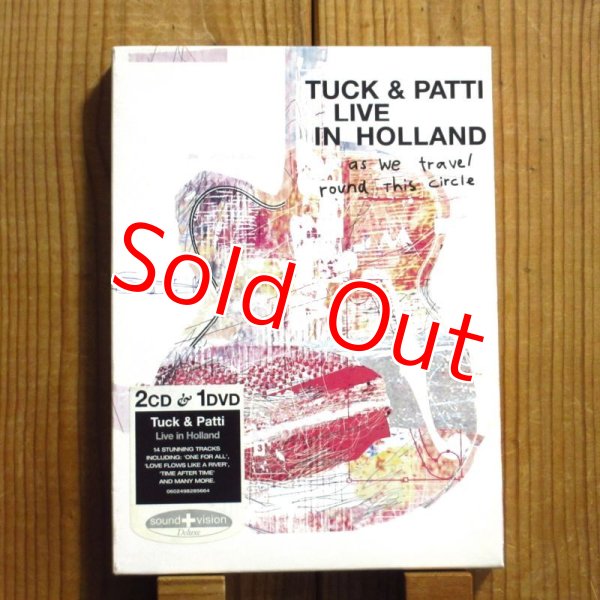 TUCK & PATTI
LIVE
IN HOLLAND
as we travel
round this circle
Sold Out
2CD & 1DVD
Tuck & Patti
Live in Holland
14 STUNNING TRACKS
INCLUDING: 'ONE FOR ALL',
'LOVE FLOWS LIKE A RIVER',
'TIME AFTER TIME'
AND MANY MORE.
0602498285664
sound+vision
Deluxe